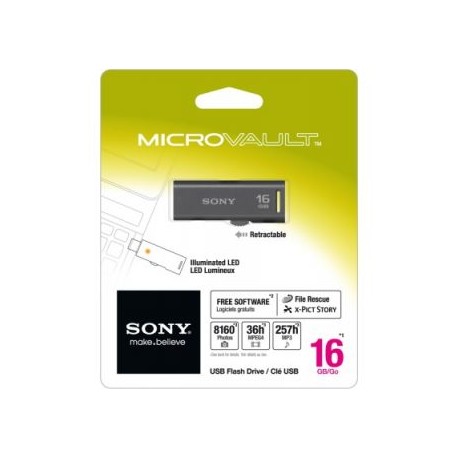 MICROVAULT™
SONY 16
GB
Retractable
Illuminated LED
LED Lumineux
FREE SOFTWARE
Logiciels gratuits
File Rescue
X-PICT STORY
SONY
make.believe
8160
Photos
36h
MPEG4
257h
MP3
16
GB/Go
USB Flash Drive / Clé USB